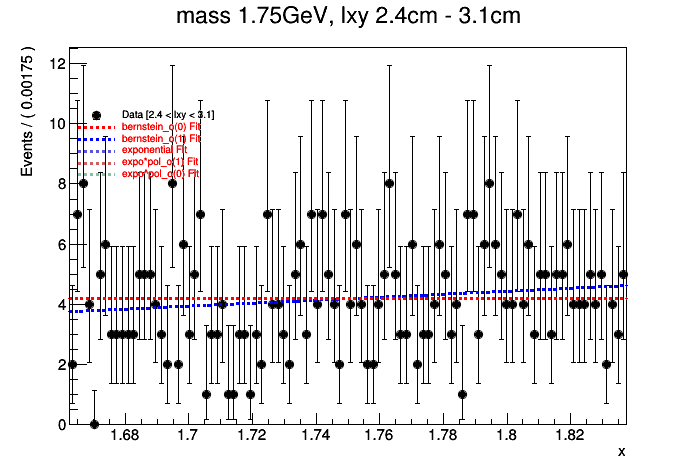 mass 1.75GeV, lxy 2.4cm - 3.1cm
Events / ( 0.00175 )
12
10
8
6
4
2
0
Data [2.4 < lxy < 3.1]
bernstein_o(0) Fit
bernstein_o(1) Fit
exponential Fit
expo*pol_o(1) Fit
expo*pol_o(0) Fit
1.68 1.7 1.72 1.74 1.76 1.78 1.8 1.82
x